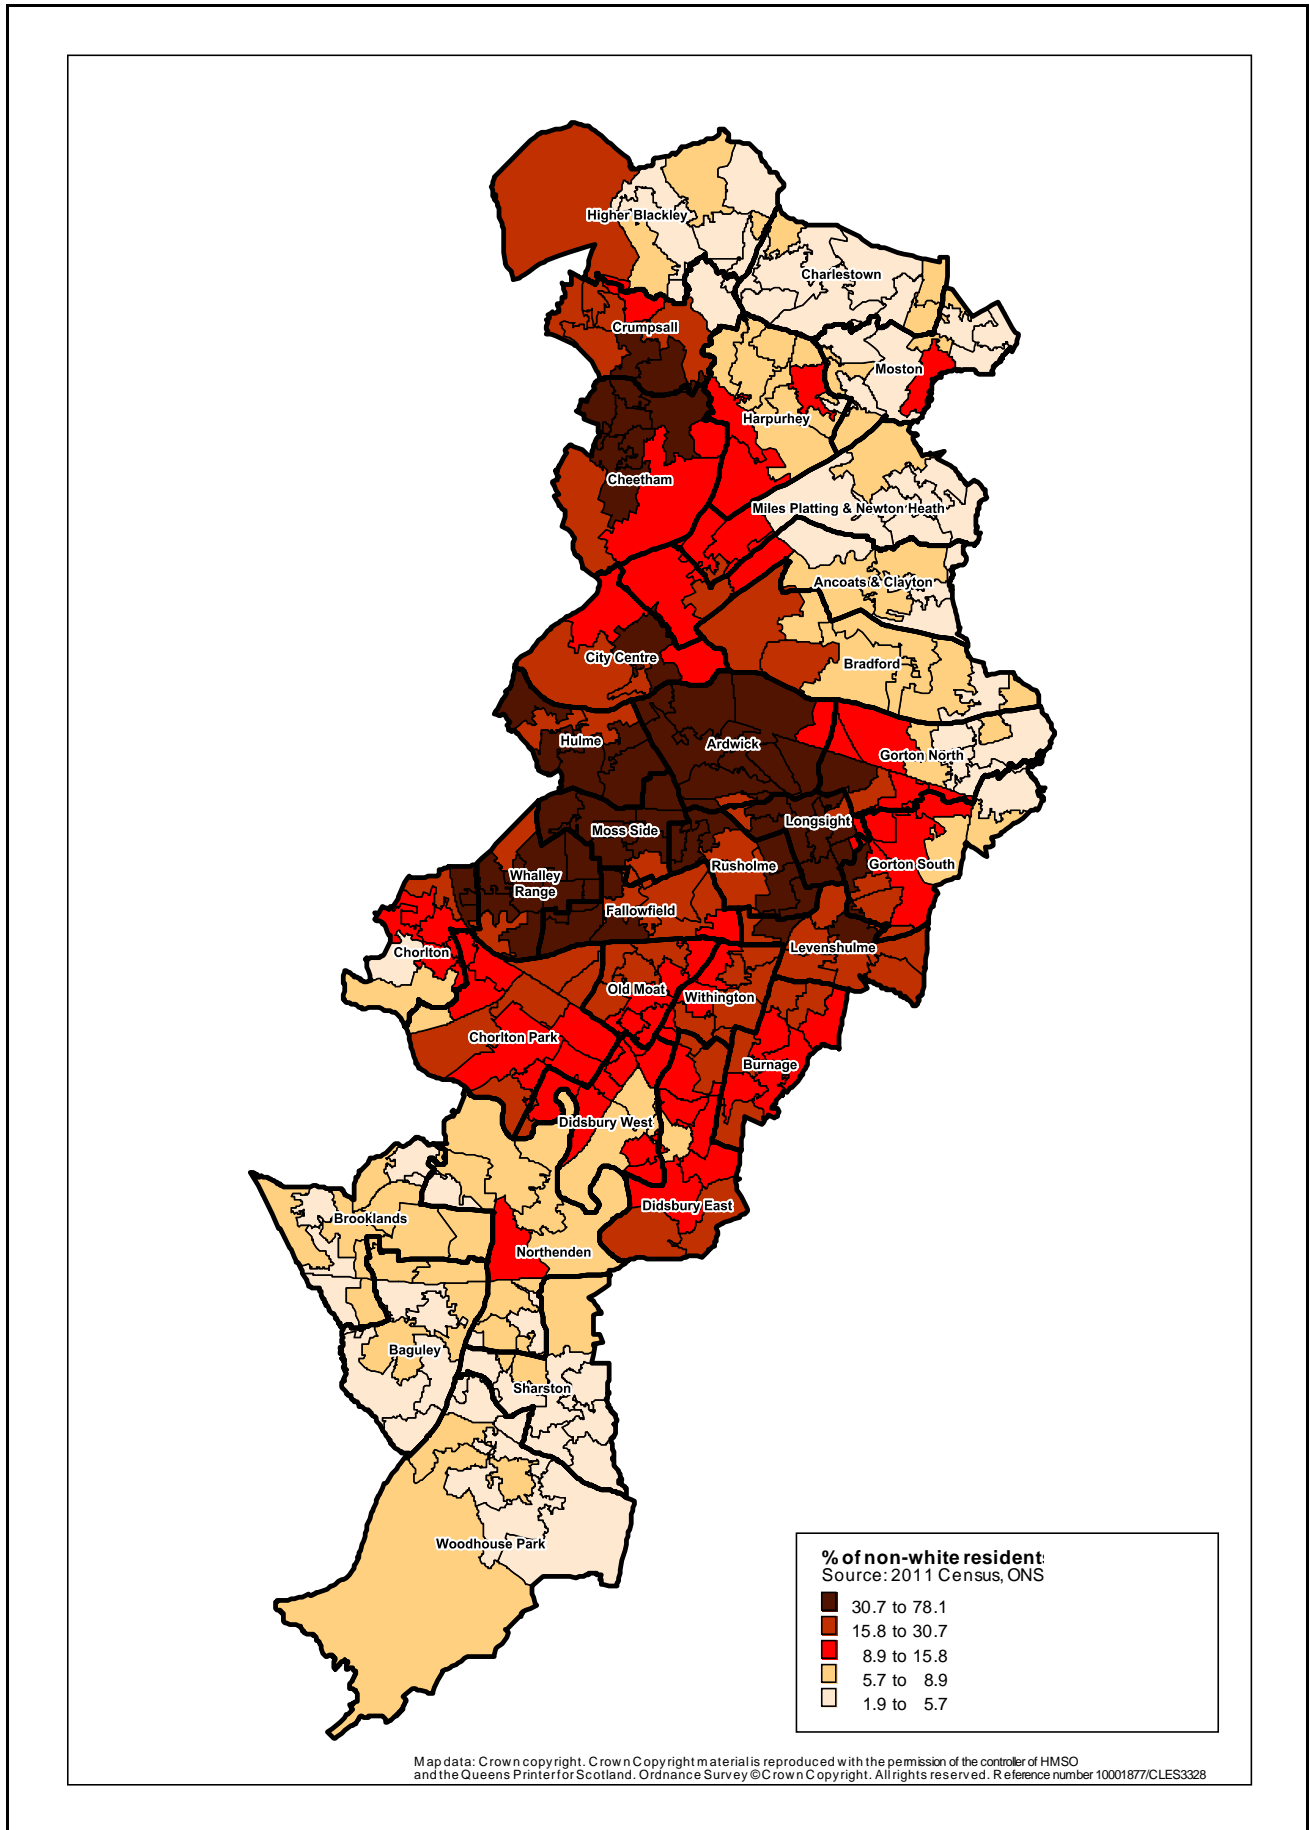 Higher Blackley
Charlestown
Crumpsall
Moston
Harpurhey
Cheetham
Miles Platting & Newton Heath
Ancoats & Clayton
City Centre
Bradford
Hulme
Ardwick
Gorton North
Moss Side
Longsight
Rusholme
Gorton South
Whalley
Range
Fallowfield
Levenshulme
Chorlton
Old Moat
Withington
Chorlton Park
Burnage
Didsbury West
Didsbury East
Brooklands
Northenden
Baguley
Sharston
Woodhouse Park
% of non-white resident
Source: 2011 Census, ONS
30.7 to 78.1
15.8 to 30.7
8.9 to 15.8
5.7 to 8.9
1.9 to 5.7
Map data: Crown copyright. Crown Copyright material is reproduced with the permission of the controller of HMSO
and the Queens Printer for Scotland. Ordnance Survey © Crown Copyright. All rights reserved. Reference number 10001877/CLES3328